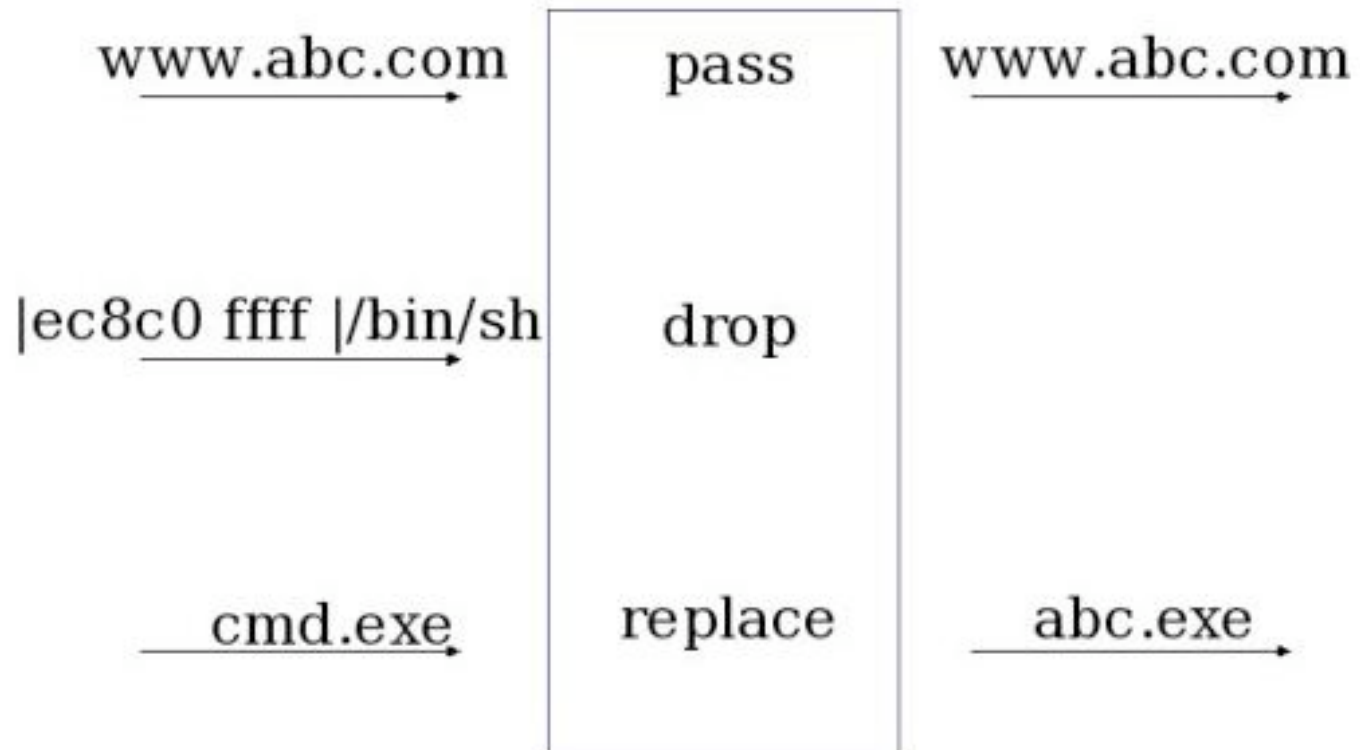 www.abc.com pass www.abc.com
|ec8c0 ffff |/bin/sh drop
cmd.exe replace abc.exe